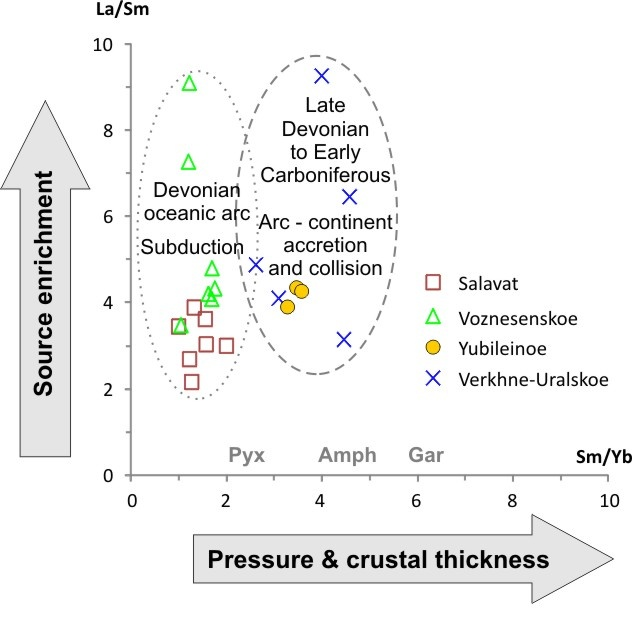 La/Sm
10
8
6
4
2
0
Source enrichment
Late
Devonian
to Early
Carboniferous
Devonian
oceanic arc
Subduction
Arc - continent
accretion
and collision
Salavat
Voznesenskoe
Yubileinoe
Verkhne-Uralskoe
Pyx Amph Gar Sm/Yb
0 2 4 6 8 10
Pressure & crustal thickness